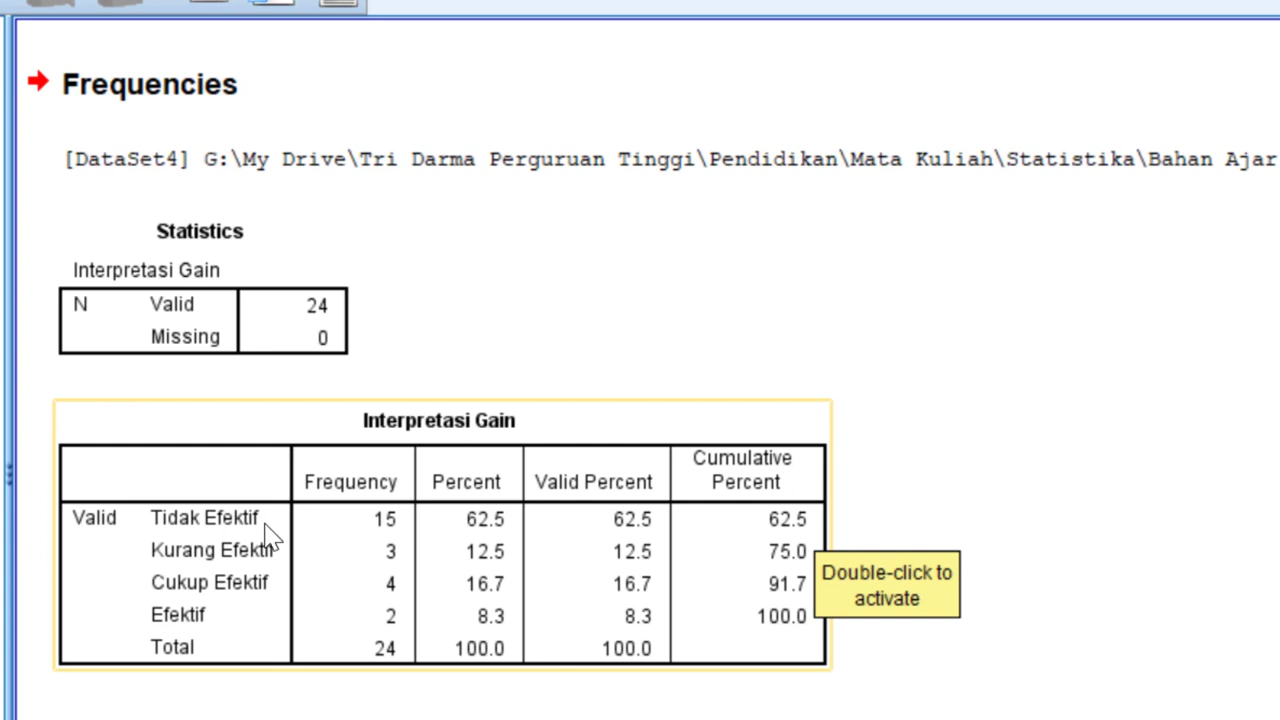 Frequencies
[DataSet4] G:\My Drive\Tri Darma Perguruan Tinggi\Pendidikan\Mata Kuliah\Statistika\Bahan Ajar
Statistics
Interpretasi Gain
N Valid 24
Missing 0
Interpretasi Gain
Frequency Percent Valid Percent Cumulative Percent
Valid Tidak Efektif 15 62.5 62.5 62.5
Kurang Efektif 3 12.5 12.5 75.0
Cukup Efektif 4 16.7 16.7 91.7
Efektif 2 8.3 8.3 100.0
Total 24 100.0 100.0
Double-click to
activate